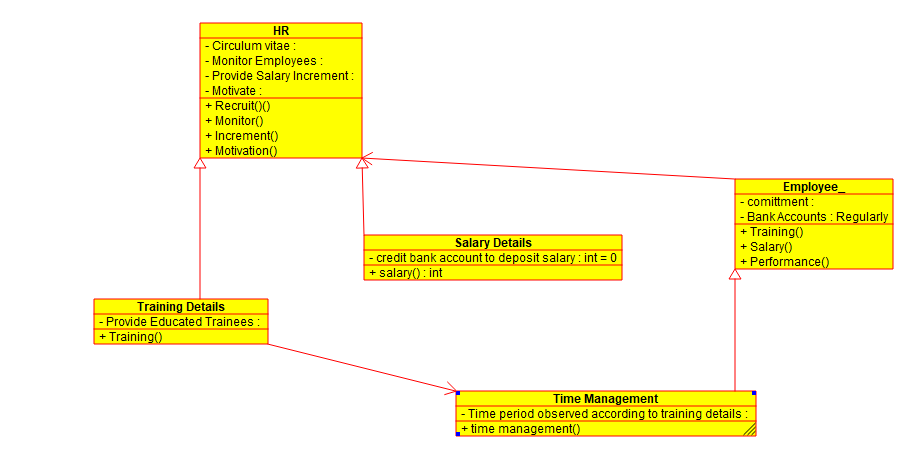 HR
- Circulum vitae :
- Monitor Employees :
- Provide Salary Increment :
- Motivate :
+ Recruit()()
+ Monitor()
+ Increment()
+ Motivation()
Employee_
- comittment :
- Bank Accounts : Regularly
+ Training()
+ Salary()
+ Performance()
Salary Details
- credit bank account to deposit salary : int = 0
+ salary() : int
Training Details
- Provide Educated Trainees :
+ Training()
Time Management
- Time period observed according to training details :
+ time management()